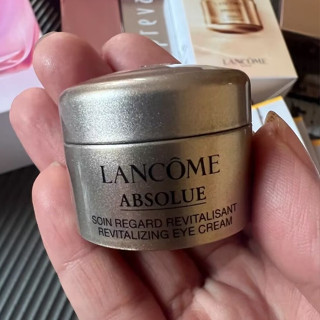 LANCÔME
LANCÔME
ABSOLUE
SOIN REGARD REVITALISANT
REVITALIZING EYE CREAM